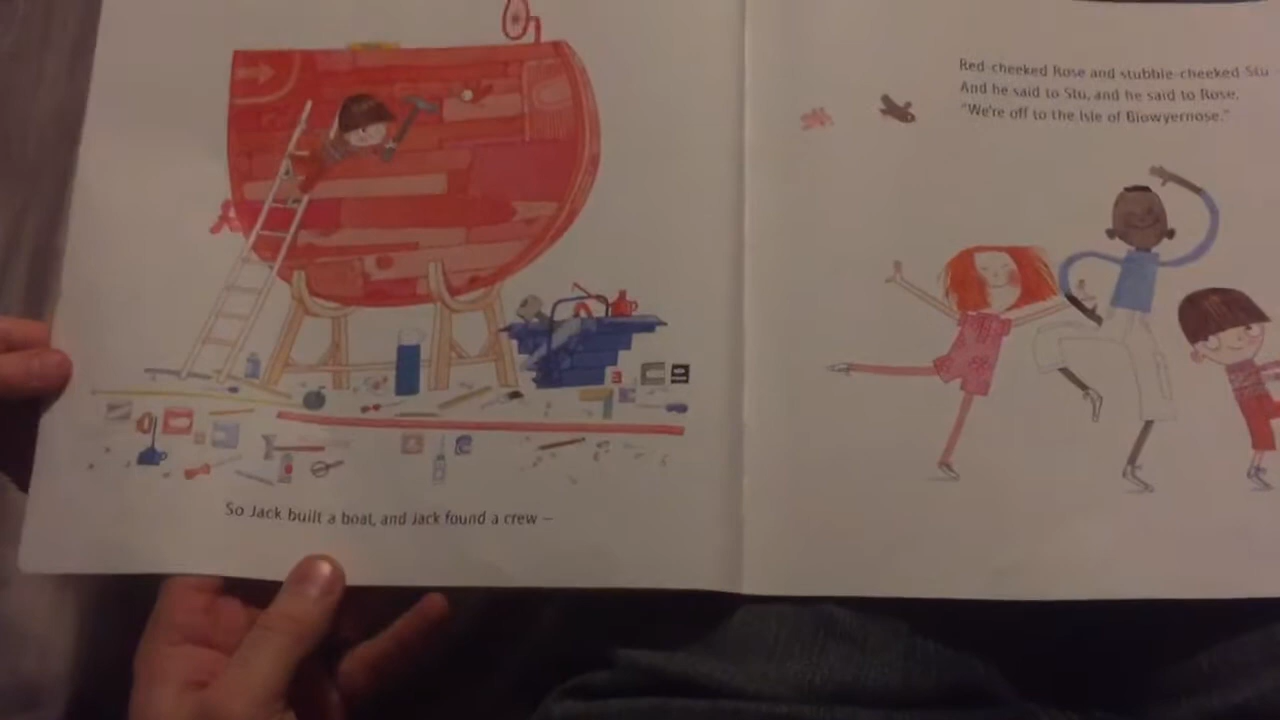 So Jack built a boat, and Jack found a crew –
Red-cheeked Rose and stubble-cheeked Stu –
And he said to Stu, and he said to Rose,
“We're off to the Isle of Blowyernose.”